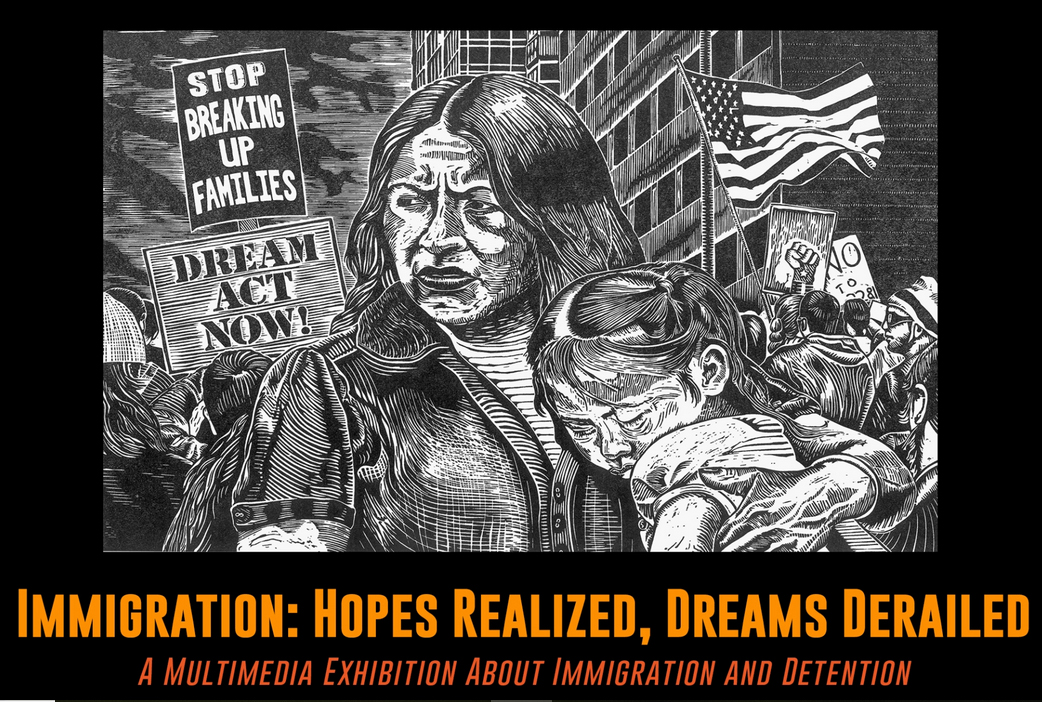 STOP
BREAKING
UP
FAMILIES
DREAM
ACT
NOW!
NO
TO
Immigration: Hopes Realized, Dreams Derailed
A Multimedia Exhibition About Immigration and Detention